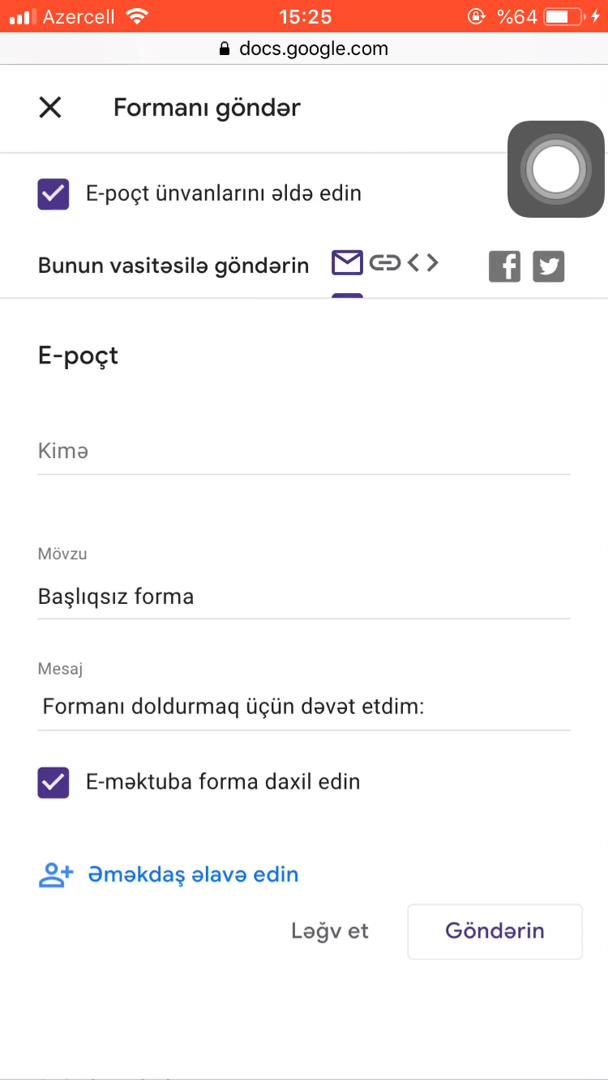 Azercell 15:25 %64
docs.google.com
Formanı göndər
E-poçt ünvanlarını əldə edin
Bunun vasitəsilə göndərin
E-poçt
Kimə
Mövzu
Başlıqsız forma
Mesaj
Formanı doldurmaq üçün dəvət etdim:
E-məktuba forma daxil edin
Əməkdaş əlavə edin
Ləğv et Göndərin